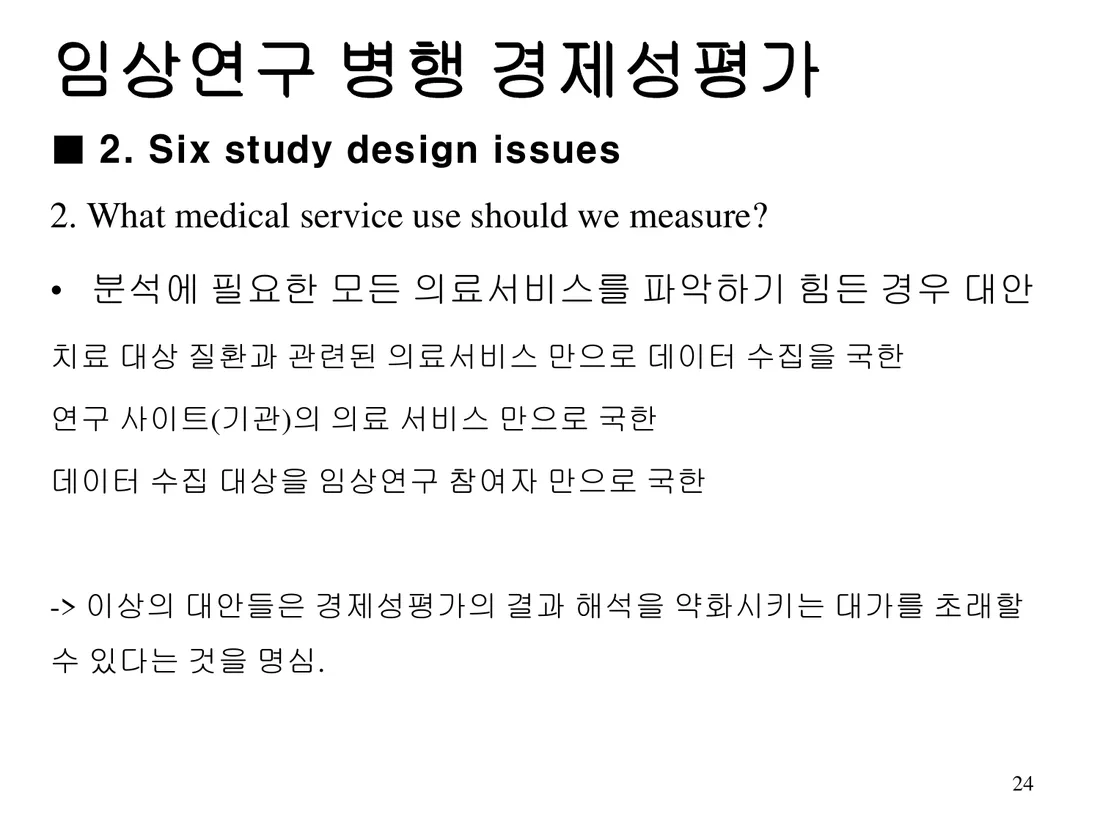 임상연구 병행 경제성평가
■ 2. Six study design issues
2. What medical service use should we measure?
• 분석에 필요한 모든 의료서비스를 파악하기 힘든 경우 대안
치료 대상 질환과 관련된 의료서비스 만으로 데이터 수집을 국한
연구 사이트(기관)의 의료 서비스 만으로 국한
데이터 수집 대상을 임상연구 참여자 만으로 국한
-> 이상의 대안들은 경제성평가의 결과 해석을 약화시키는 대가를 초래할
수 있다는 것을 명심.
24